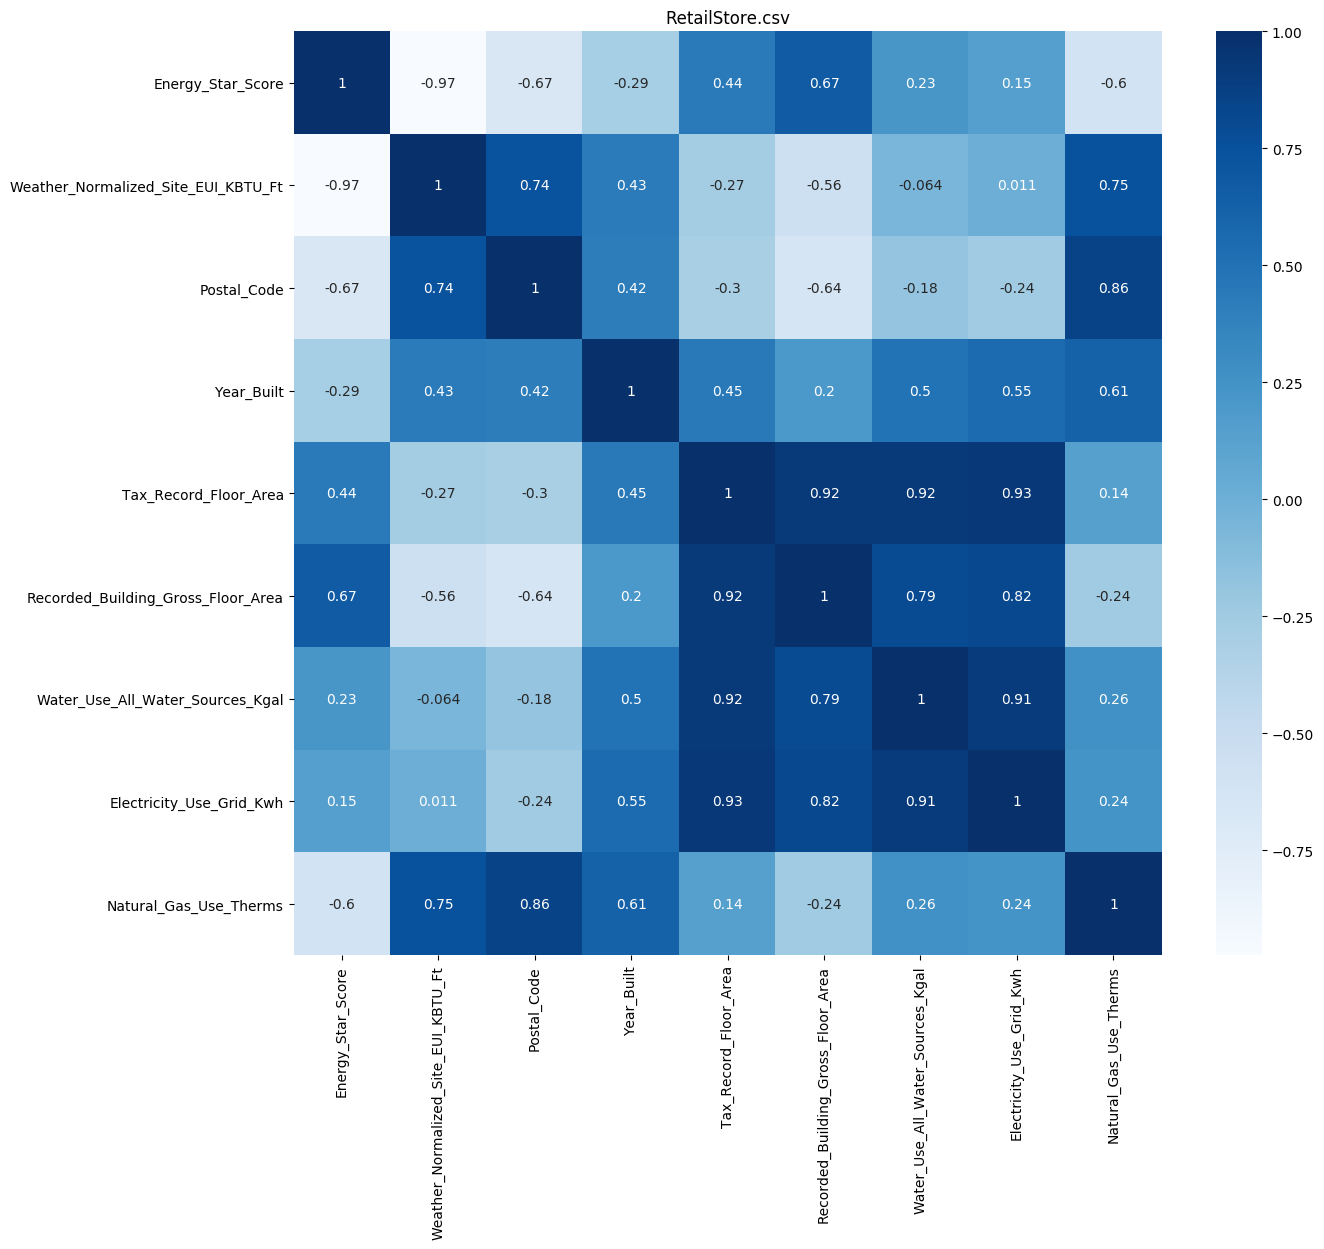 RetailStore.csv
Energy_Star_Score 1 -0.97 -0.67 -0.29 0.44 0.67 0.23 0.15 -0.6
Weather_Normalized_Site_EUI_KBTU_Ft -0.97 1 0.74 0.43 -0.27 -0.56 -0.064 0.011 0.75
Postal_Code -0.67 0.74 1 0.42 -0.3 -0.64 -0.18 -0.24 0.86
Year_Built -0.29 0.43 0.42 1 0.45 0.2 0.5 0.55 0.61
Tax_Record_Floor_Area 0.44 -0.27 -0.3 0.45 1 0.92 0.92 0.93 0.14
Recorded_Building_Gross_Floor_Area 0.67 -0.56 -0.64 0.2 0.92 1 0.79 0.82 -0.24
Water_Use_All_Water_Sources_Kgal 0.23 -0.064 -0.18 0.5 0.92 0.79 1 0.91 0.26
Electricity_Use_Grid_Kwh 0.15 0.011 -0.24 0.55 0.93 0.82 0.91 1 0.24
Natural_Gas_Use_Therms -0.6 0.75 0.86 0.61 0.14 -0.24 0.26 0.24 1
Energy_Star_Score
Weather_Normalized_Site_EUI_KBTU_Ft
Postal_Code
Year_Built
Tax_Record_Floor_Area
Recorded_Building_Gross_Floor_Area
Water_Use_All_Water_Sources_Kgal
Electricity_Use_Grid_Kwh
Natural_Gas_Use_Therms
1.00
0.75
0.50
0.25
0.00
−0.25
−0.50
−0.75